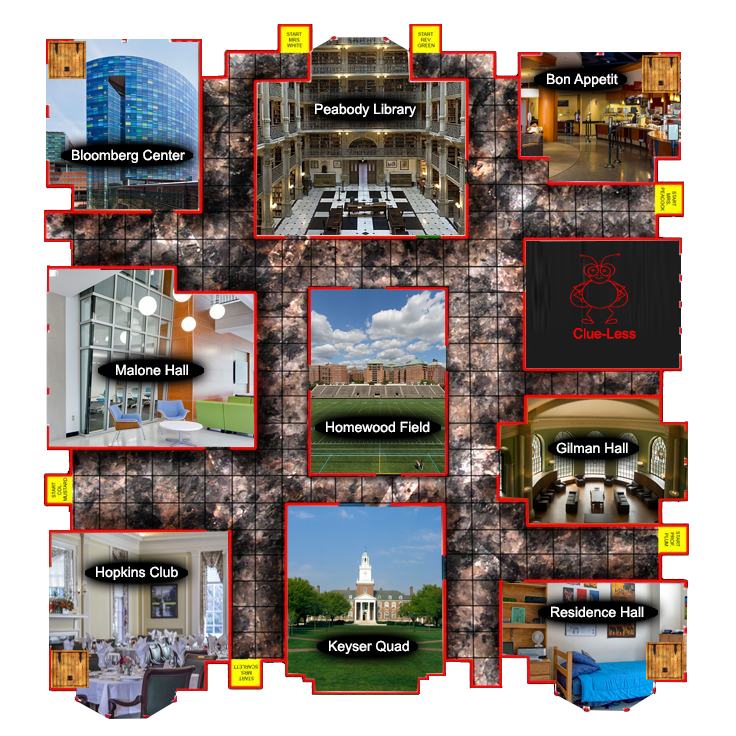 START
MRS.
WHITE
START
REV.
GREEN
Bloomberg Center
Peabody Library
Bon Appetit
START
MRS.
PEACOCK
Clue-Less
Malone Hall
Homewood Field
Gilman Hall
START
COL.
MUSTARD
START
PROF.
PLUM
Hopkins Club
Residence Hall
Keyser Quad
START
MRS.
SCARLETT